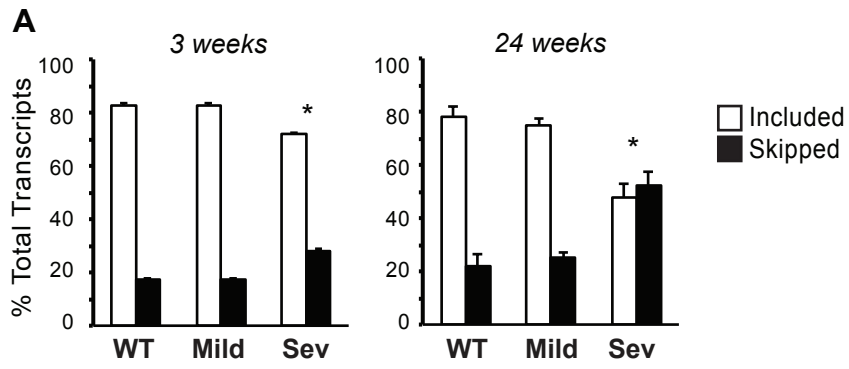 A
3 weeks
24 weeks
% Total Transcripts
100
80
60
40
20
0
WT Mild Sev
*
100
80
60
40
20
0
WT Mild Sev
*
Included
Skipped